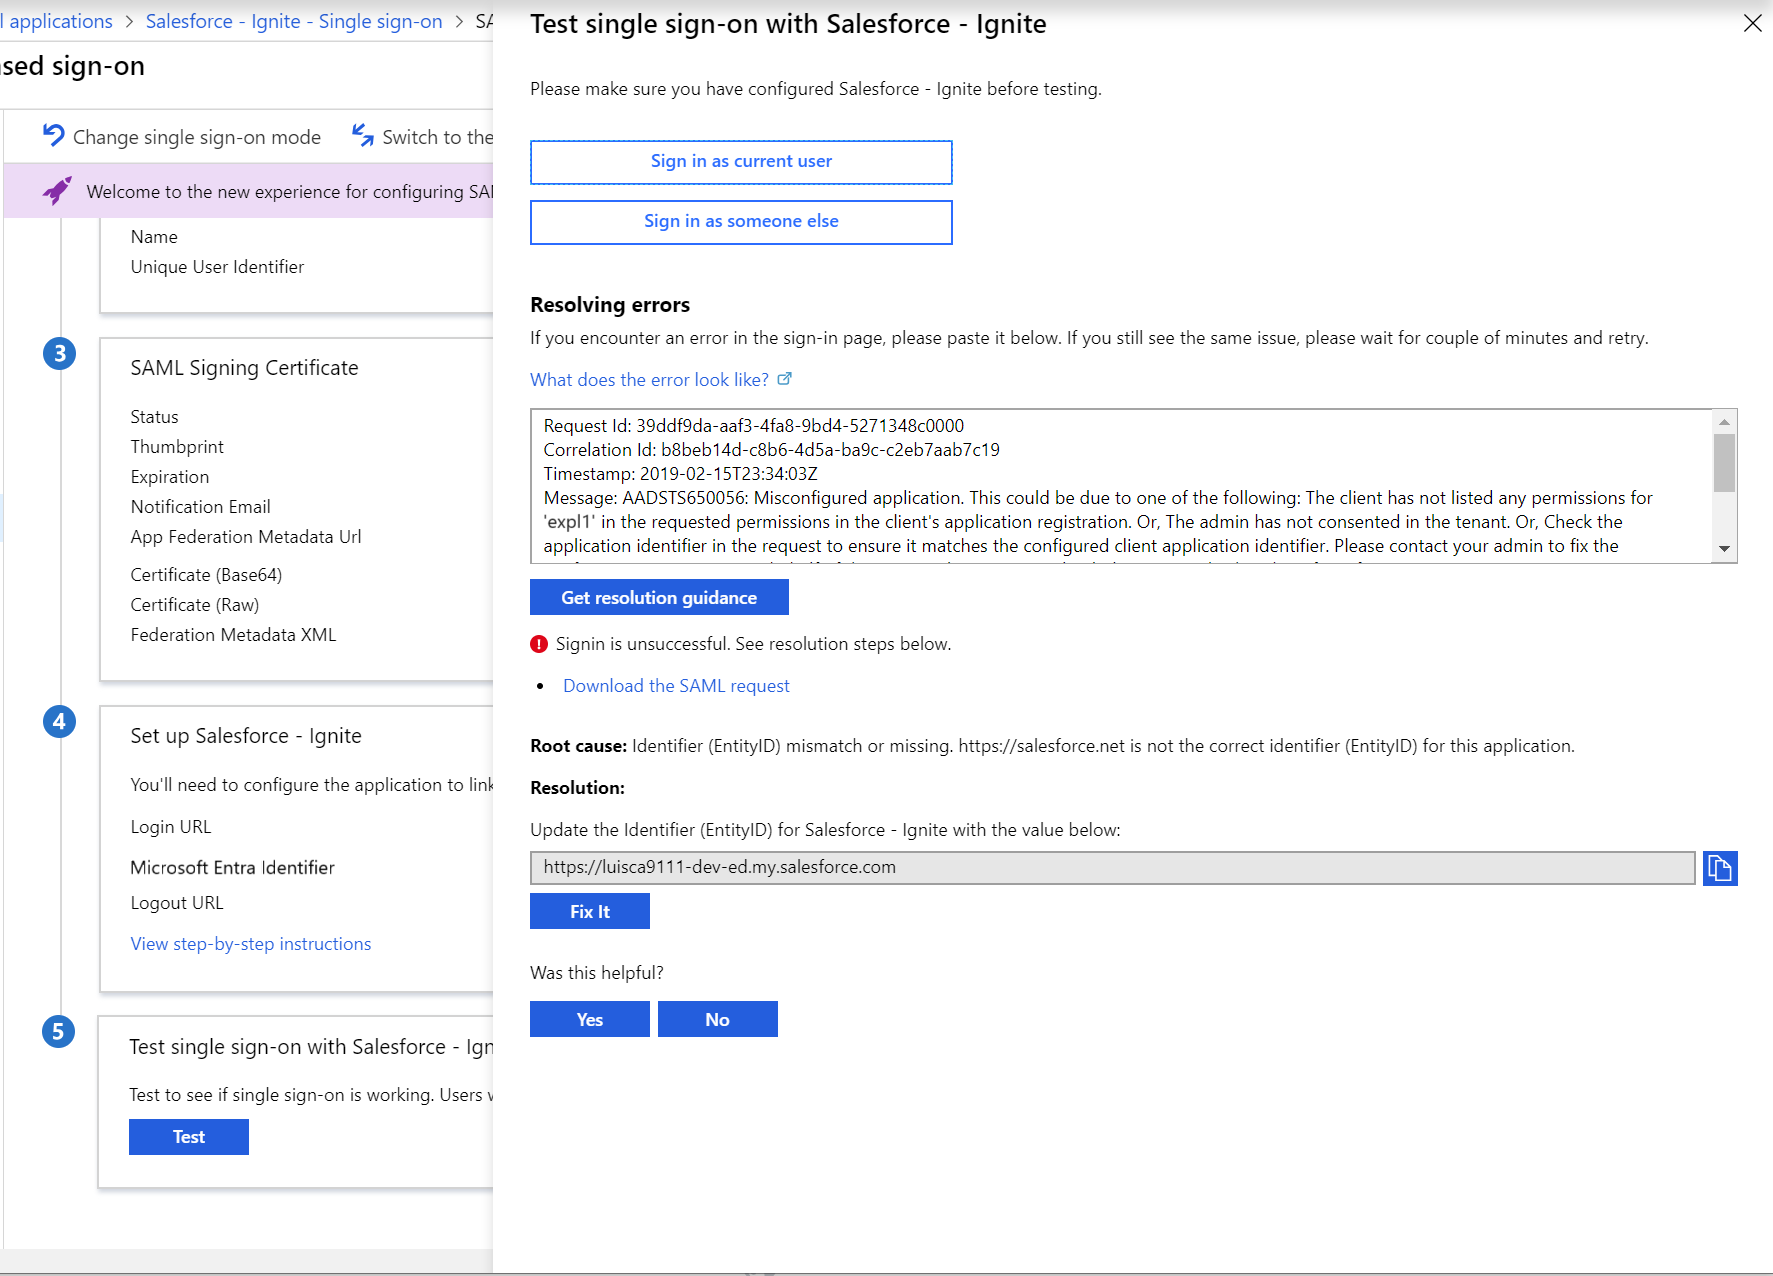 l applications > Salesforce - Ignite - Single sign-on > SA
ased sign-on
Change single sign-on mode
Switch to the
Welcome to the new experience for configuring SAM
Name
Unique User Identifier
3
SAML Signing Certificate
Status
Thumbprint
Expiration
Notification Email
App Federation Metadata Url
Certificate (Base64)
Certificate (Raw)
Federation Metadata XML
4
Set up Salesforce - Ignite
You'll need to configure the application to link
Login URL
Microsoft Entra Identifier
Logout URL
View step-by-step instructions
5
Test single sign-on with Salesforce - Ign
Test to see if single sign-on is working. Users w
Test
Test single sign-on with Salesforce - Ignite
Please make sure you have configured Salesforce - Ignite before testing.
Sign in as current user
Sign in as someone else
Resolving errors
If you encounter an error in the sign-in page, please paste it below. If you still see the same issue, please wait for couple of minutes and retry.
What does the error look like?
Request Id: 39ddf9da-aaf3-4fa8-9bd4-5271348c0000
Correlation Id: b8beb14d-c8b6-4d5a-ba9c-c2eb7aab7c19
Timestamp: 2019-02-15T23:34:03Z
Message: AADSTS650056: Misconfigured application. This could be due to one of the following: The client has not listed any permissions for
'expl1' in the requested permissions in the client's application registration. Or, The admin has not consented in the tenant. Or, Check the
application identifier in the request to ensure it matches the configured client application identifier. Please contact your admin to fix the
Get resolution guidance
Signin is unsuccessful. See resolution steps below.
• Download the SAML request
Root cause: Identifier (EntityID) mismatch or missing. https://salesforce.net is not the correct identifier (EntityID) for this application.
Resolution:
Update the Identifier (EntityID) for Salesforce - Ignite with the value below:
https://luisca9111-dev-ed.my.salesforce.com
Fix It
Was this helpful?
Yes
No